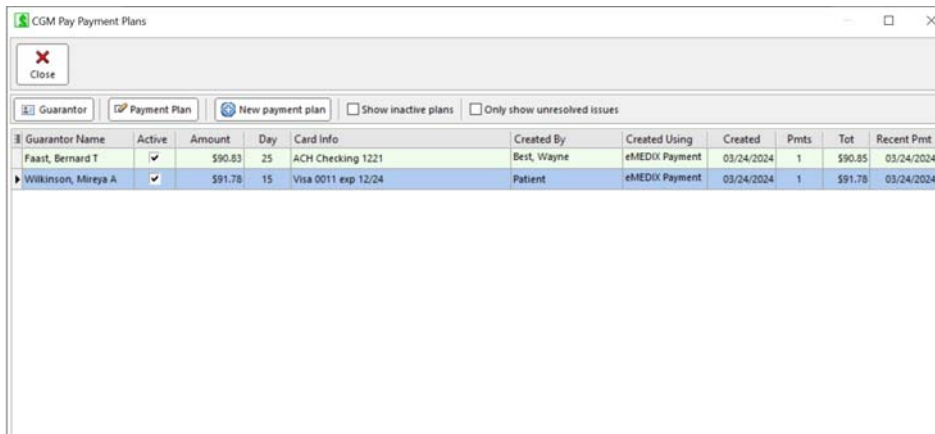 CGM Pay Payment Plans
Close
Guarantor Payment Plan New payment plan Show inactive plans Only show unresolved issues
Guarantor Name Active Amount Day Card Info Created By Created Using Created Pmts Tot Recent Pmt
Faast, Bernard T $90.83 25 ACH Checking 1221 Best, Wayne eMEDIX Payment 03/24/2024 1 $90.85 03/24/2024
Wilkinson, Mireya A $91.78 15 Visa 0011 exp 12/24 Patient eMEDIX Payment 03/24/2024 1 $91.78 03/24/2024